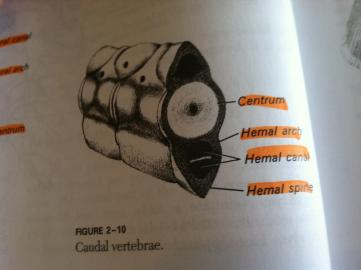 Centrum
Hemal arch
Hemal canal
Hemal spine
FIGURE 2–10
Caudal vertebrae.